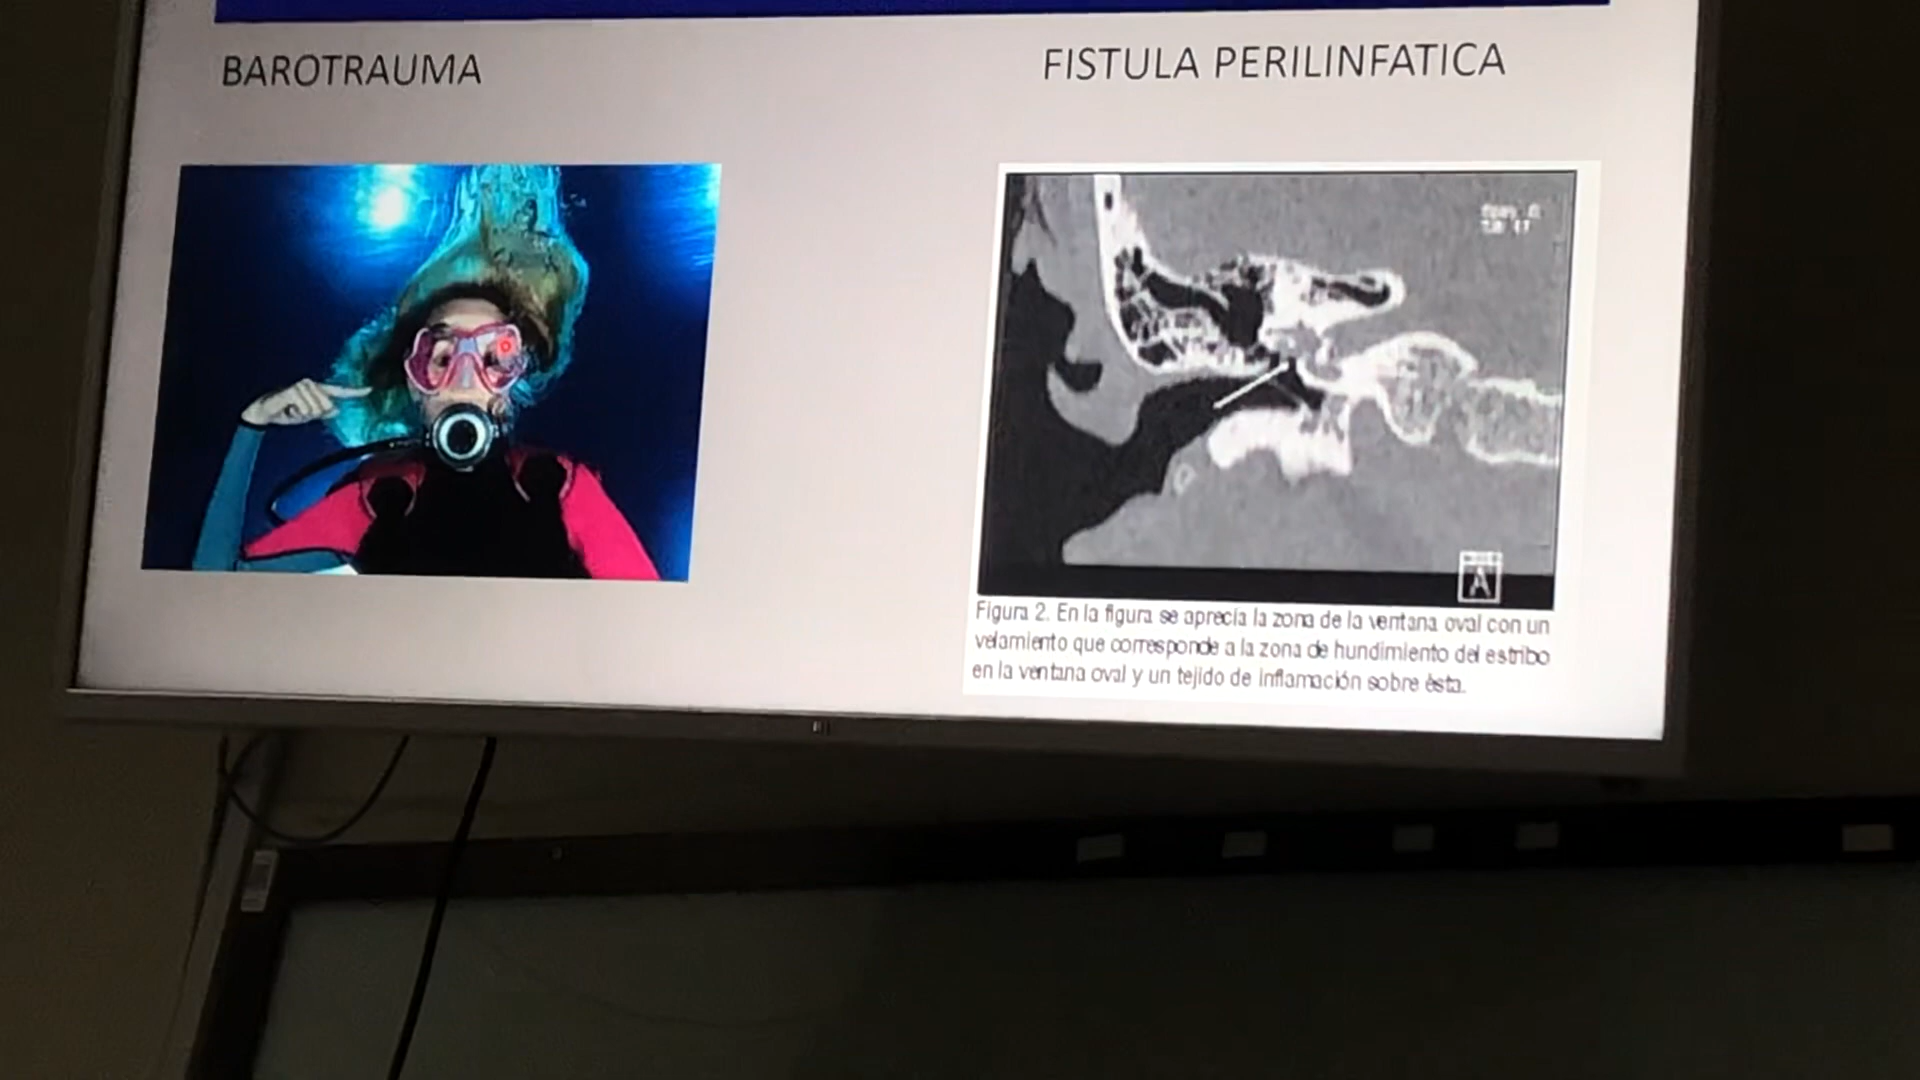 BAROTRAUMA
FISTULA PERILINFATICA
A
Figura 2. En la figura se aprecia la zona de la ventana oval con un
velamiento que corresponde a la zona de hundimiento del estribo
en la ventana oval y un tejido de inflamación sobre ésta.